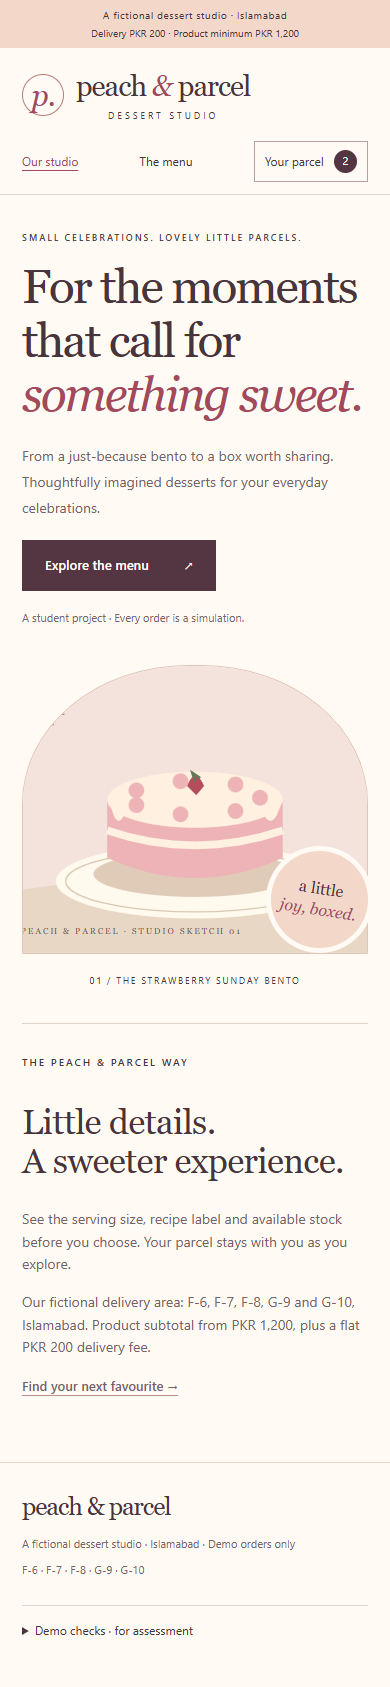 A fictional dessert studio · Islamabad
Delivery PKR 200 · Product minimum PKR 1,200
p.
peach & parcel
DESSERT STUDIO
Our studio
The menu
Your parcel 2
SMALL CELEBRATIONS. LOVELY LITTLE PARCELS.
For the moments
that call for
something sweet.
From a just-because bento to a box worth sharing.
Thoughtfully imagined desserts for your everyday
celebrations.
Explore the menu ↗
A student project · Every order is a simulation.
a little
joy, boxed.
PEACH & PARCEL · STUDIO SKETCH 01
01 / THE STRAWBERRY SUNDAY BENTO
THE PEACH & PARCEL WAY
Little details.
A sweeter experience.
See the serving size, recipe label and available stock
before you choose. Your parcel stays with you as you
explore.
Our fictional delivery area: F-6, F-7, F-8, G-9 and G-10,
Islamabad. Product subtotal from PKR 1,200, plus a flat
PKR 200 delivery fee.
Find your next favourite →
peach & parcel
A fictional dessert studio · Islamabad · Demo orders only
F-6 · F-7 · F-8 · G-9 · G-10
▶ Demo checks · for assessment